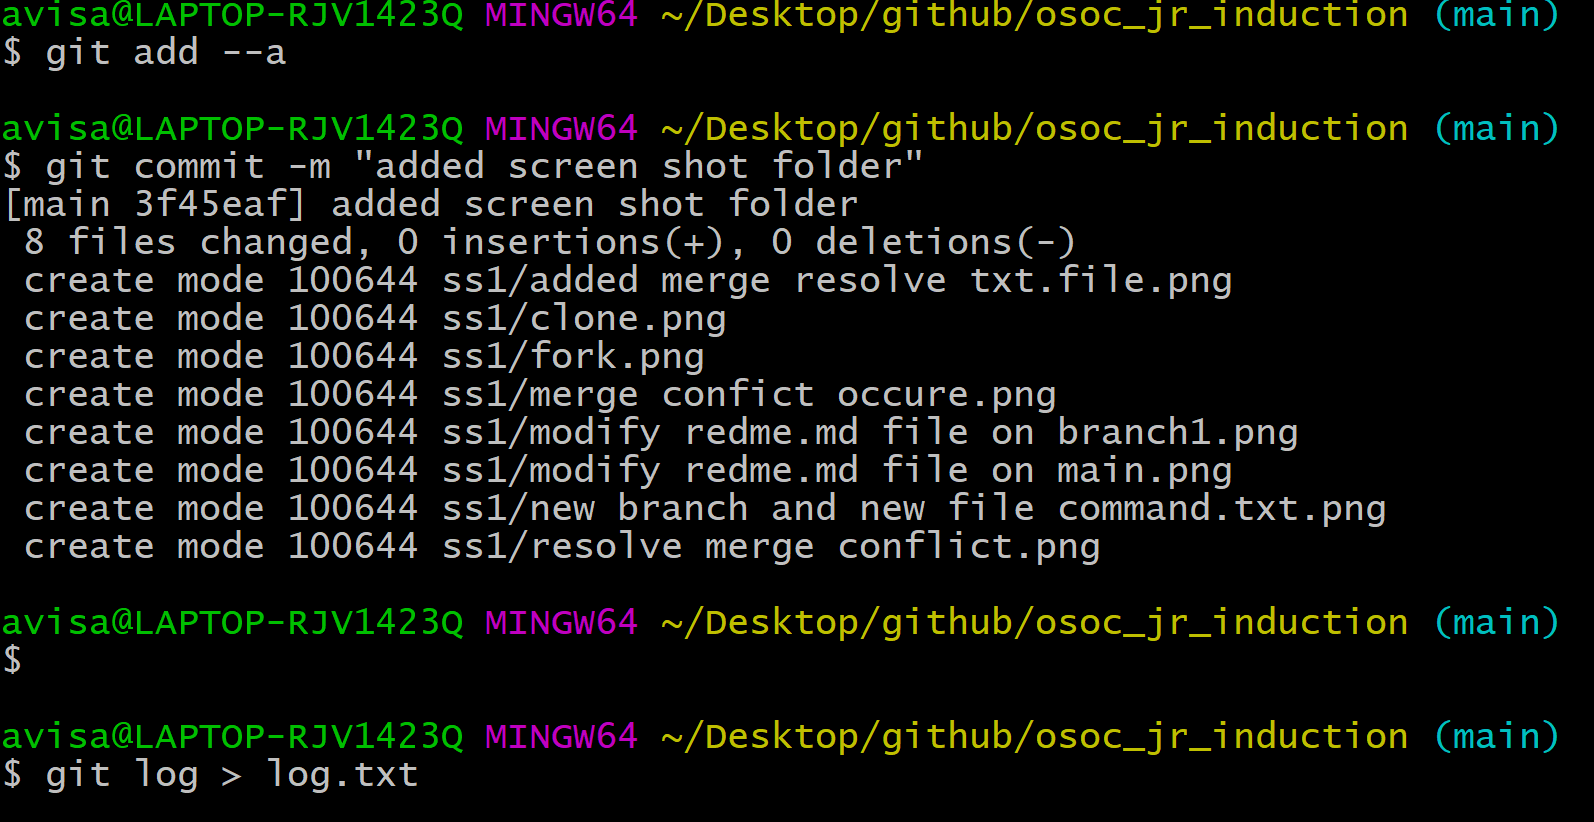 avisa@LAPTOP-RJV1423Q MINGW64 ~/Desktop/github/osoc_jr_induction (main)
$ git add --a
avisa@LAPTOP-RJV1423Q MINGW64 ~/Desktop/github/osoc_jr_induction (main)
$ git commit -m "added screen shot folder"
[main 3f45eaf] added screen shot folder
 8 files changed, 0 insertions(+), 0 deletions(-)
 create mode 100644 ss1/added merge resolve txt.file.png
 create mode 100644 ss1/clone.png
 create mode 100644 ss1/fork.png
 create mode 100644 ss1/merge confict occure.png
 create mode 100644 ss1/modify redme.md file on branch1.png
 create mode 100644 ss1/modify redme.md file on main.png
 create mode 100644 ss1/new branch and new file command.txt.png
 create mode 100644 ss1/resolve merge conflict.png
avisa@LAPTOP-RJV1423Q MINGW64 ~/Desktop/github/osoc_jr_induction (main)
$
avisa@LAPTOP-RJV1423Q MINGW64 ~/Desktop/github/osoc_jr_induction (main)
$ git log > log.txt